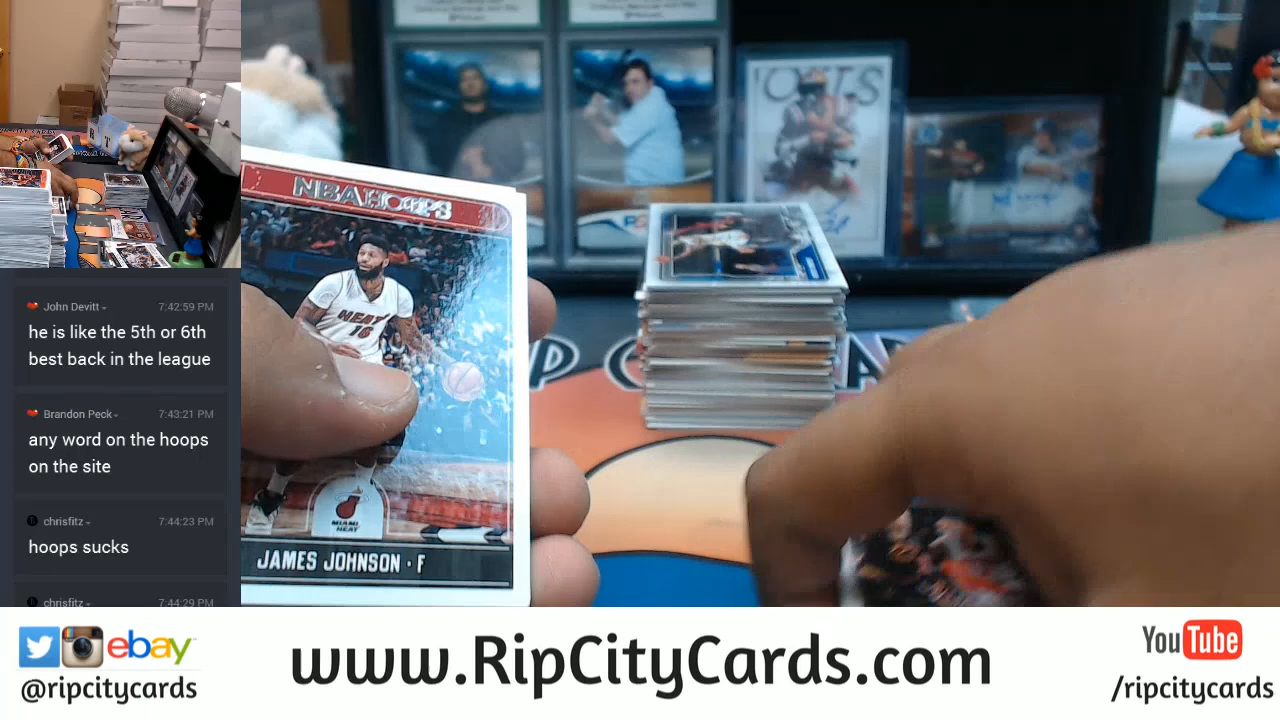 John Devitt
7:42:59 PM
he is like the 5th or 6th
best back in the league
Brandon Peck
7:43:21 PM
any word on the hoops
on the site
chrisfitz
7:44:23 PM
hoops sucks
chrisfitz
7:44:29 PM
NBA HOOPS
HEAT
16
MIAMI
HEAT
JAMES JOHNSON · F
ebay
@ripcitycards
www.RipCityCards.com
YouTube
/ripcitycards